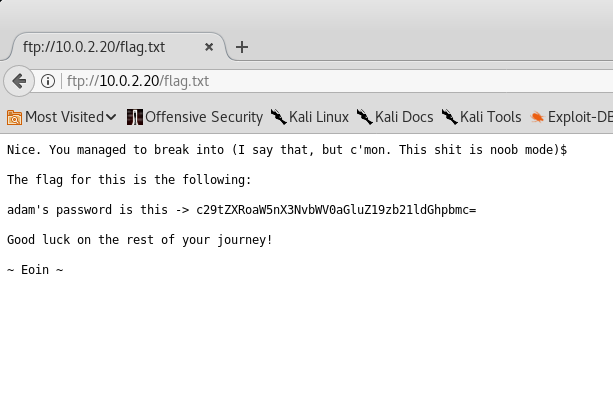 ftp://10.0.2.20/flag.txt
ftp://10.0.2.20/flag.txt
Most Visited Offensive Security Kali Linux Kali Docs Kali Tools Exploit-DB
Nice. You managed to break into (I say that, but c'mon. This shit is noob mode)$
The flag for this is the following:
adam's password is this -> c29tZXRoaW5nX3NvbWV0aGluZ19zb21ldGhpbmc=
Good luck on the rest of your journey!
~ Eoin ~